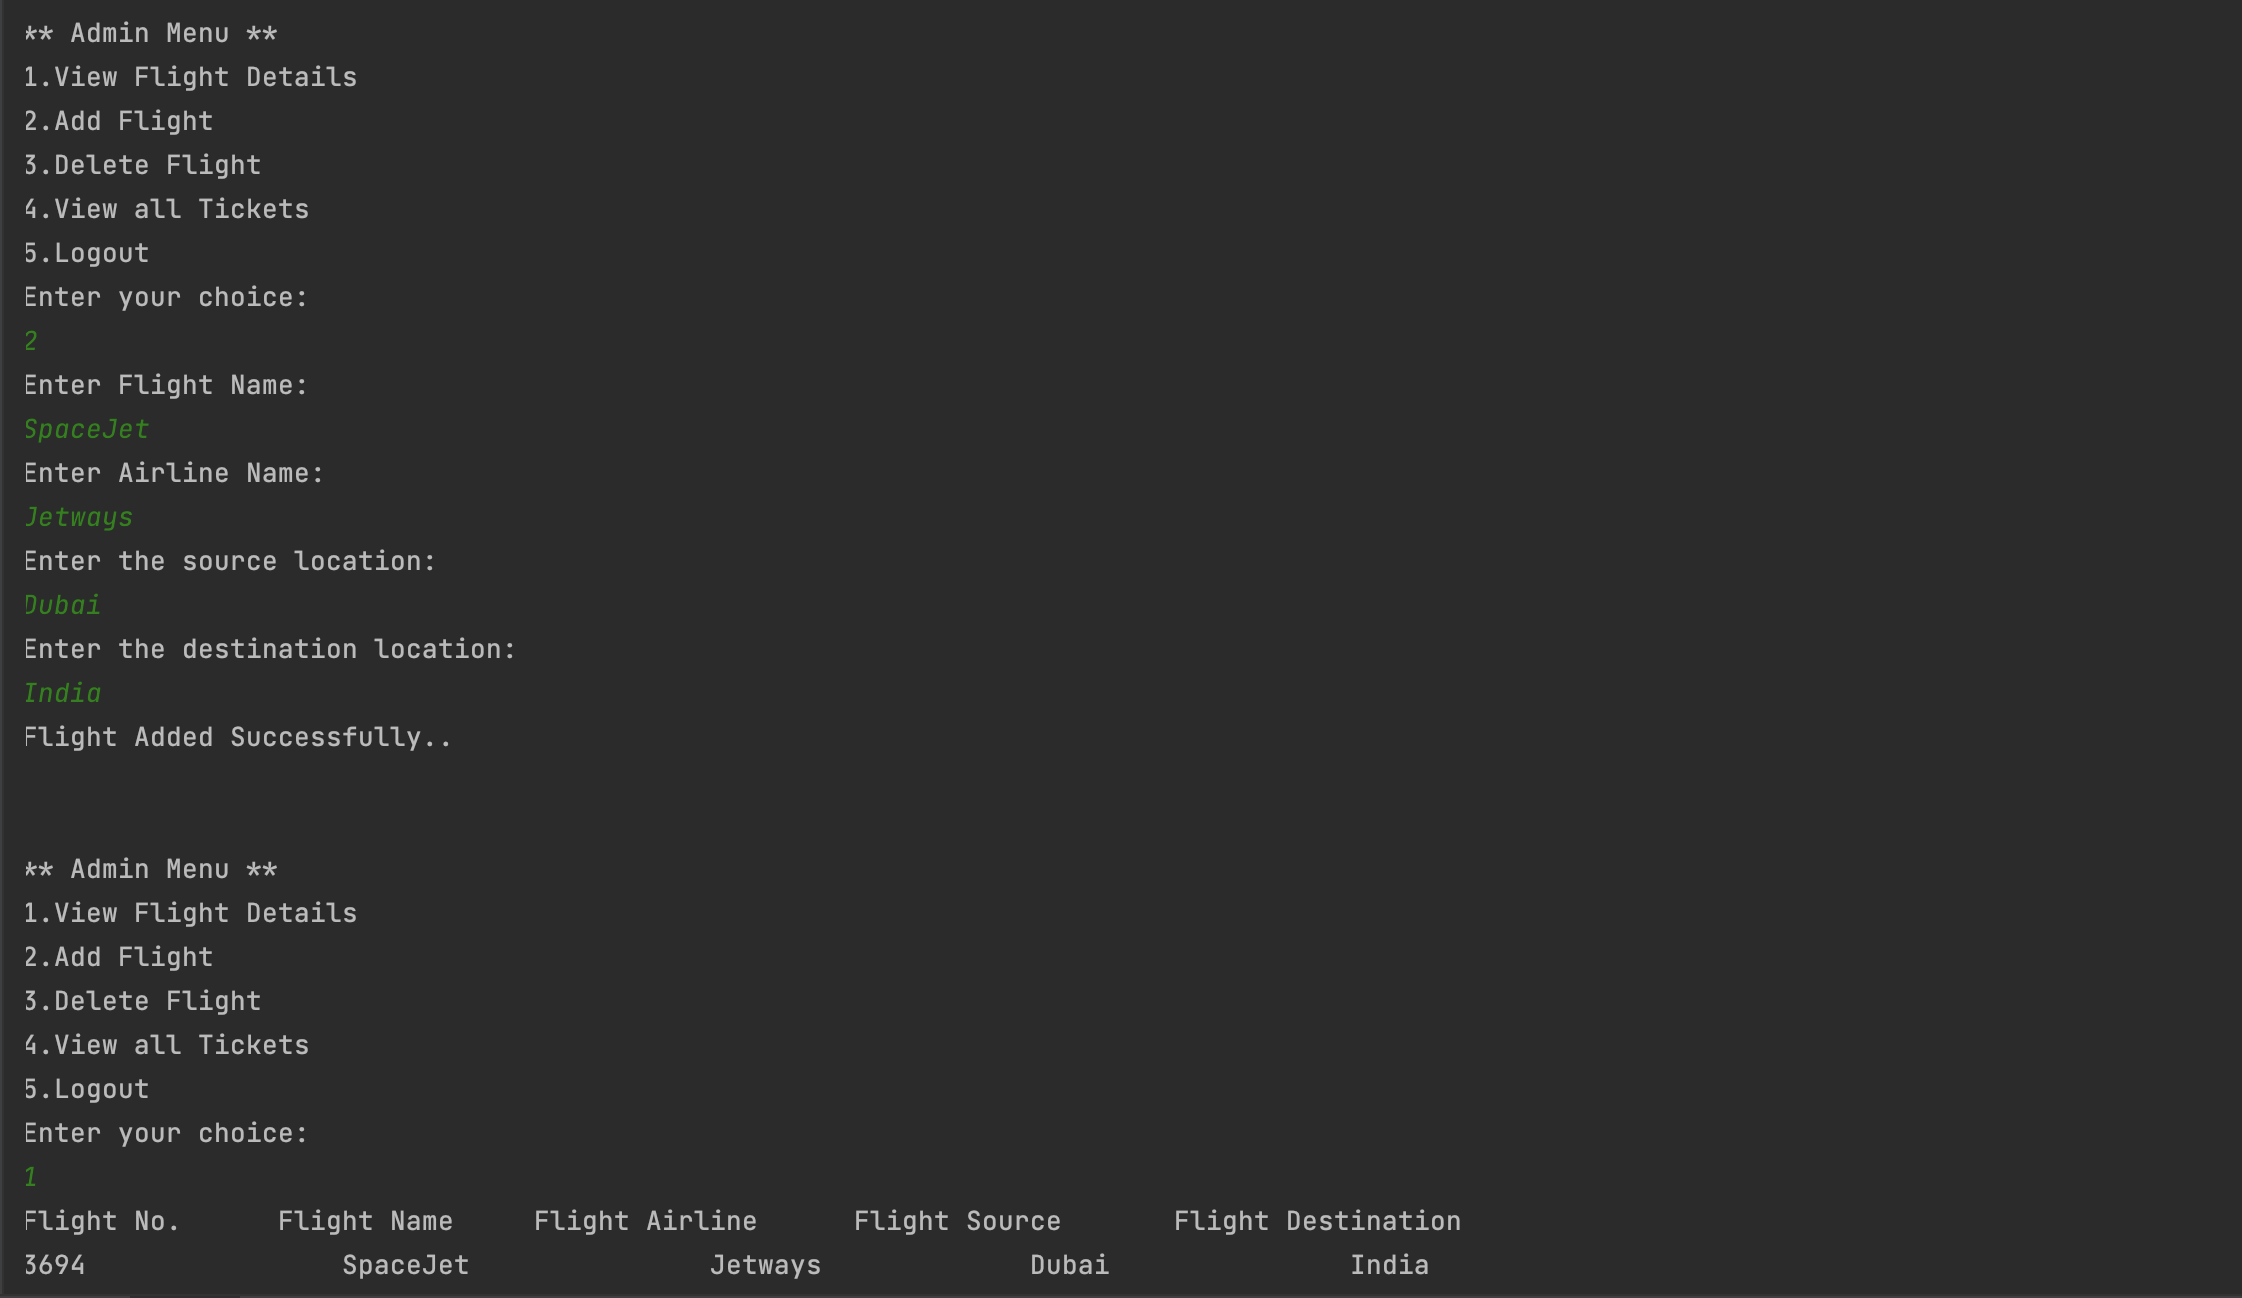 ** Admin Menu **
1.View Flight Details
2.Add Flight
3.Delete Flight
4.View all Tickets
5.Logout
Enter your choice:
2
Enter Flight Name:
SpaceJet
Enter Airline Name:
Jetways
Enter the source location:
Dubai
Enter the destination location:
India
Flight Added Successfully..
** Admin Menu **
1.View Flight Details
2.Add Flight
3.Delete Flight
4.View all Tickets
5.Logout
Enter your choice:
1
Flight No.      Flight Name     Flight Airline      Flight Source       Flight Destination
3694                SpaceJet               Jetways             Dubai               India